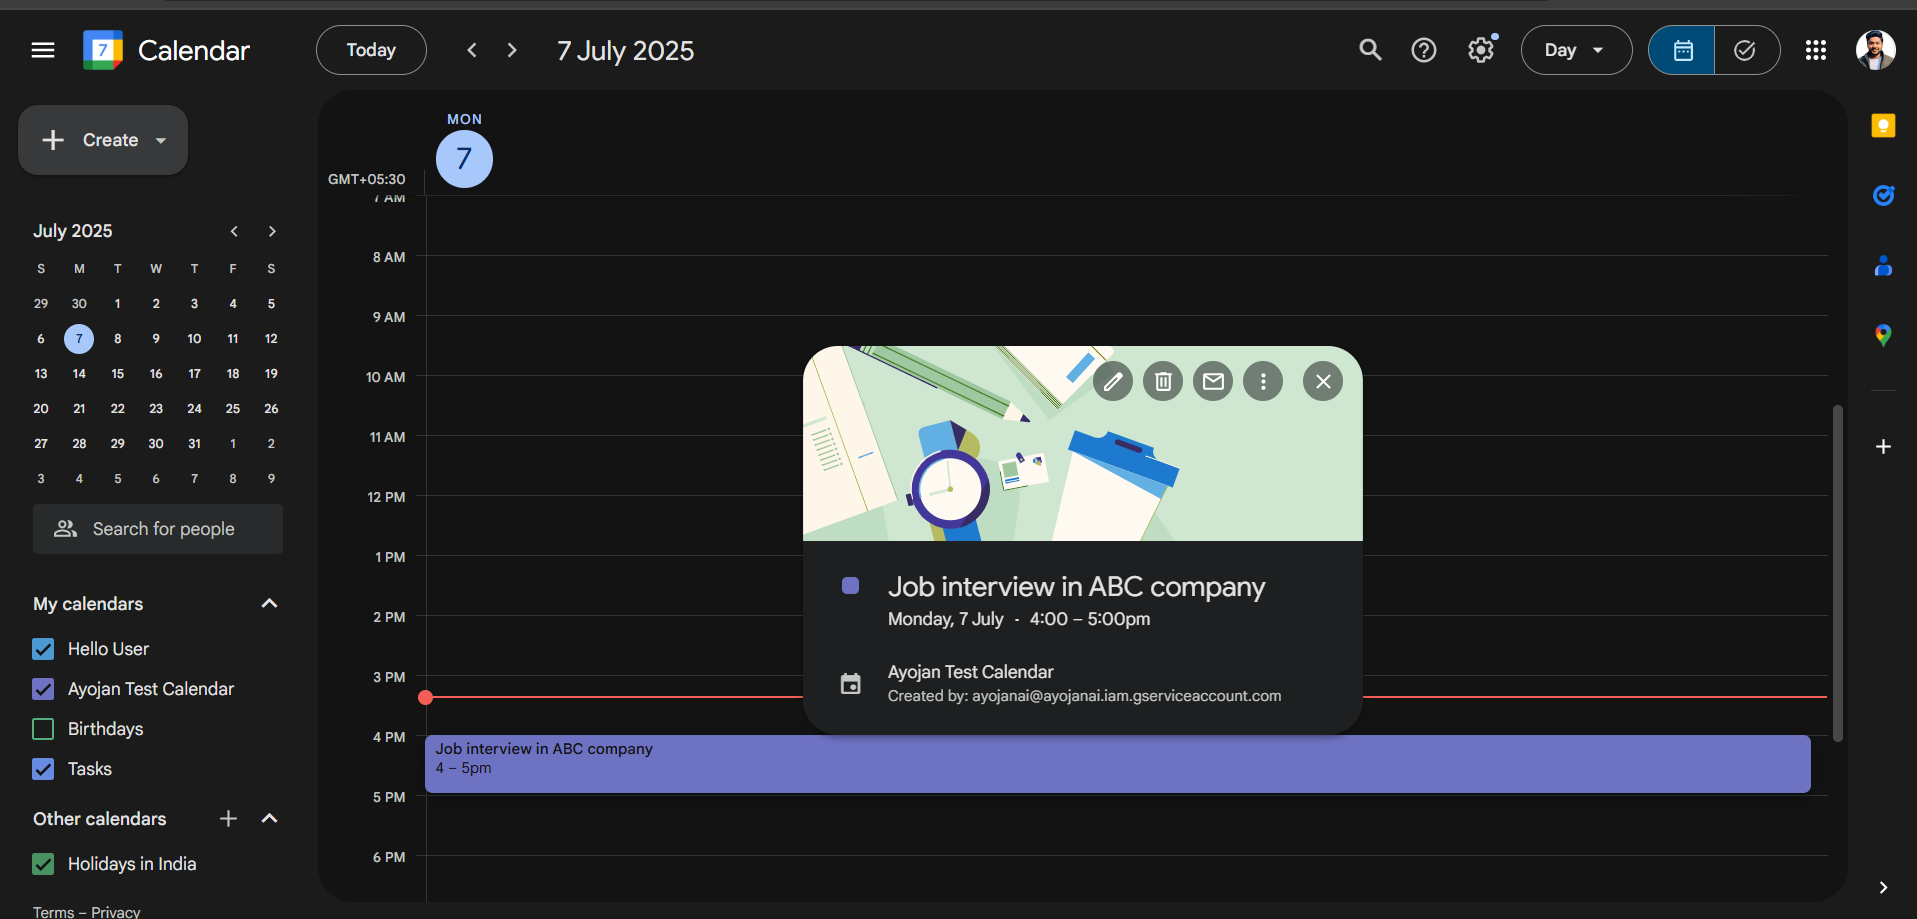 7
Calendar
Today
7 July 2025
Day
Create
July 2025
S M T W T F S
29 30 1 2 3 4 5
6 7 8 9 10 11 12
13 14 15 16 17 18 19
20 21 22 23 24 25 26
27 28 29 30 31 1 2
3 4 5 6 7 8 9
Search for people
My calendars
Hello User
Ayojan Test Calendar
Birthdays
Tasks
Other calendars
Holidays in India
Terms – Privacy
MON
7
GMT+05:30
7 AM
8 AM
9 AM
10 AM
11 AM
12 PM
1 PM
2 PM
3 PM
4 PM
5 PM
6 PM
Job interview in ABC company
Monday, 7 July · 4:00 – 5:00pm
Ayojan Test Calendar
Created by: ayojanai@ayojanai.iam.gserviceaccount.com
Job interview in ABC company
4 – 5pm